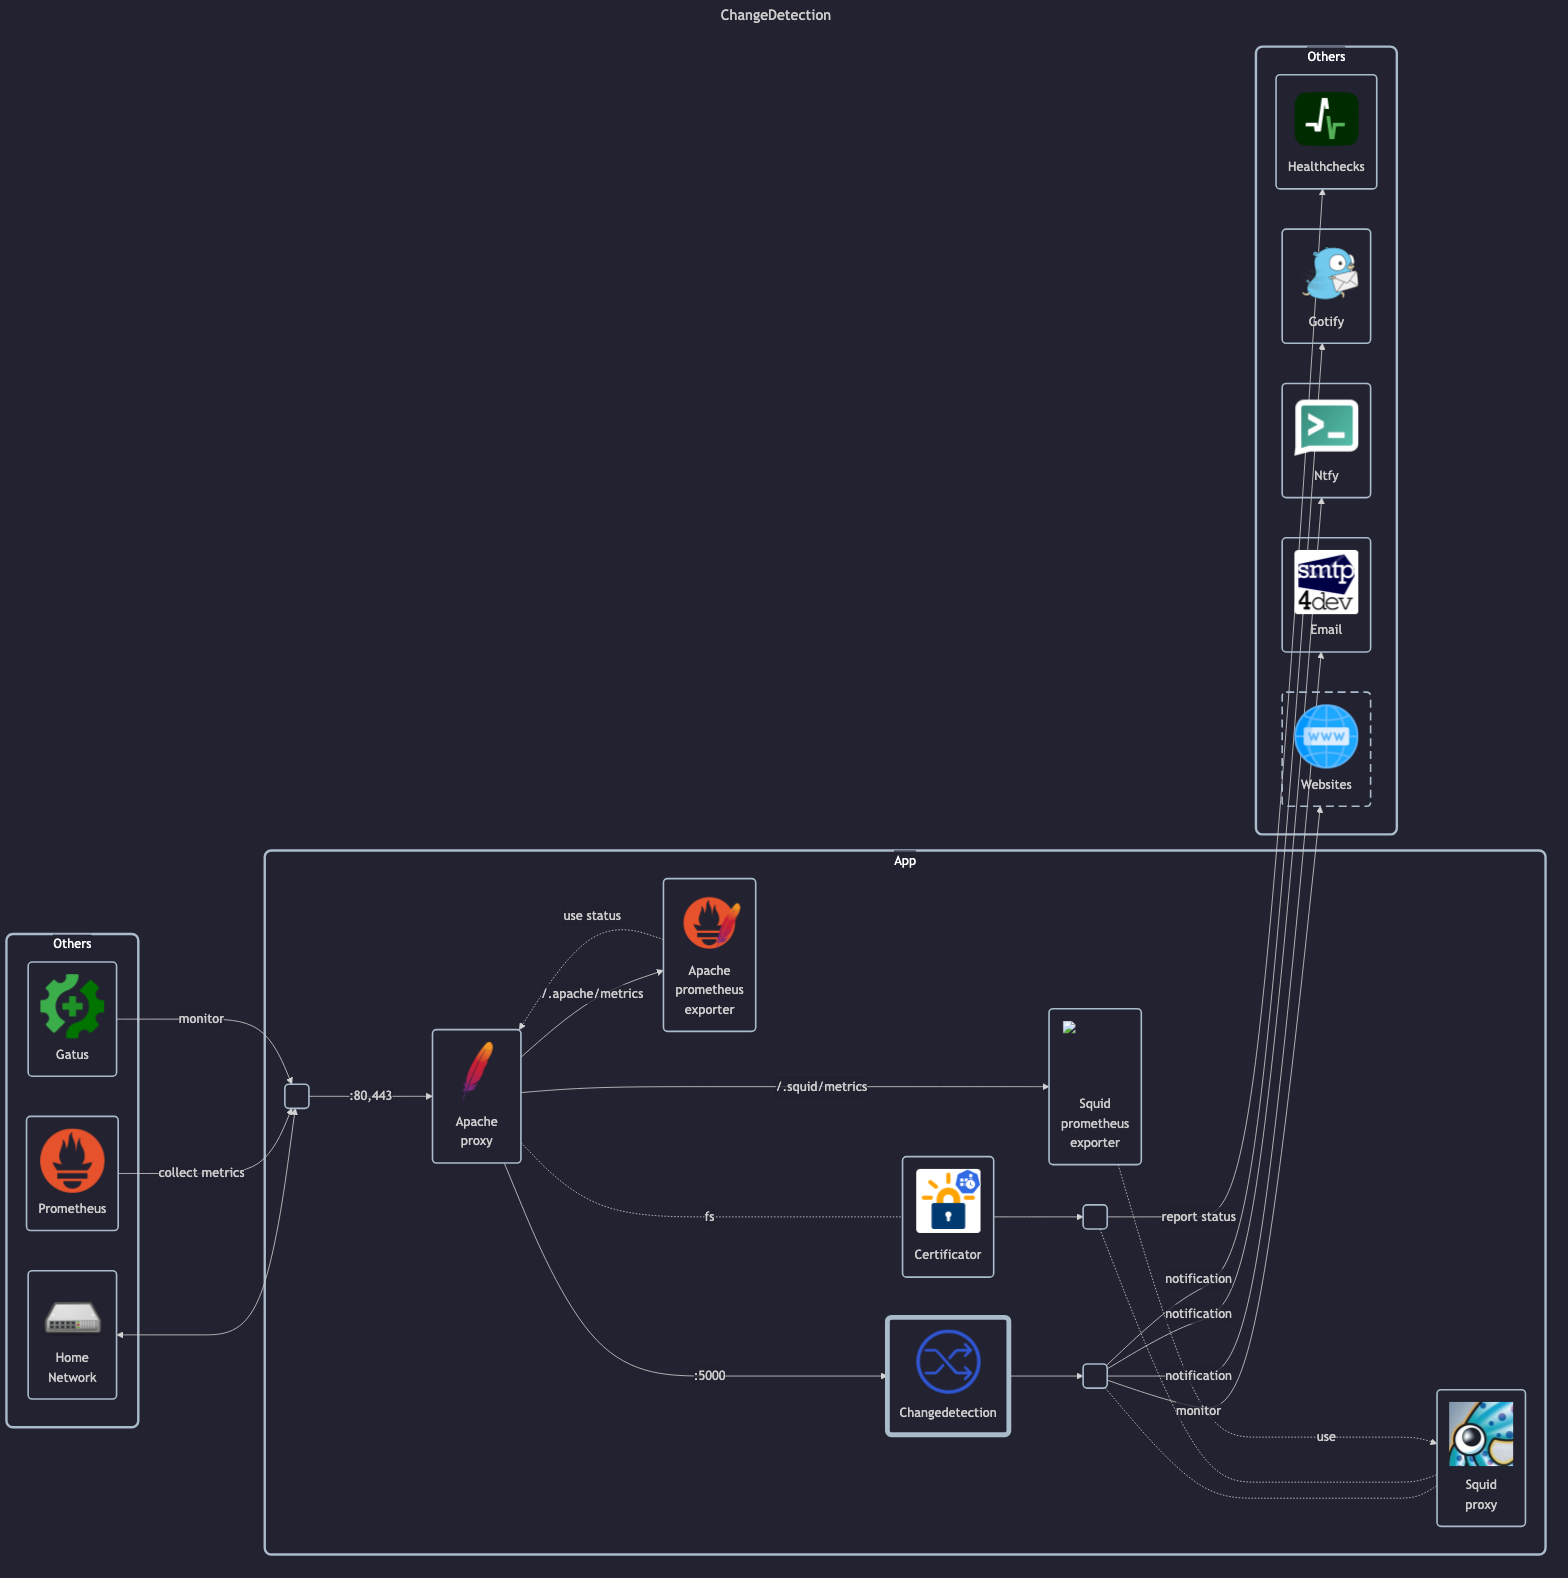 ChangeDetection
Others
Healthchecks
Gotify
>_
Ntfy
smtp
4dev
Email
www
Websites
App
Others
Gatus
monitor
Prometheus
collect metrics
Home
Network
:80,443
Apache
proxy
use status
/.apache/metrics
Apache
prometheus
exporter
/.squid/metrics
Squid
prometheus
exporter
fs
Certificator
report status
:5000
Changedetection
notification
notification
notification
monitor
use
Squid
proxy